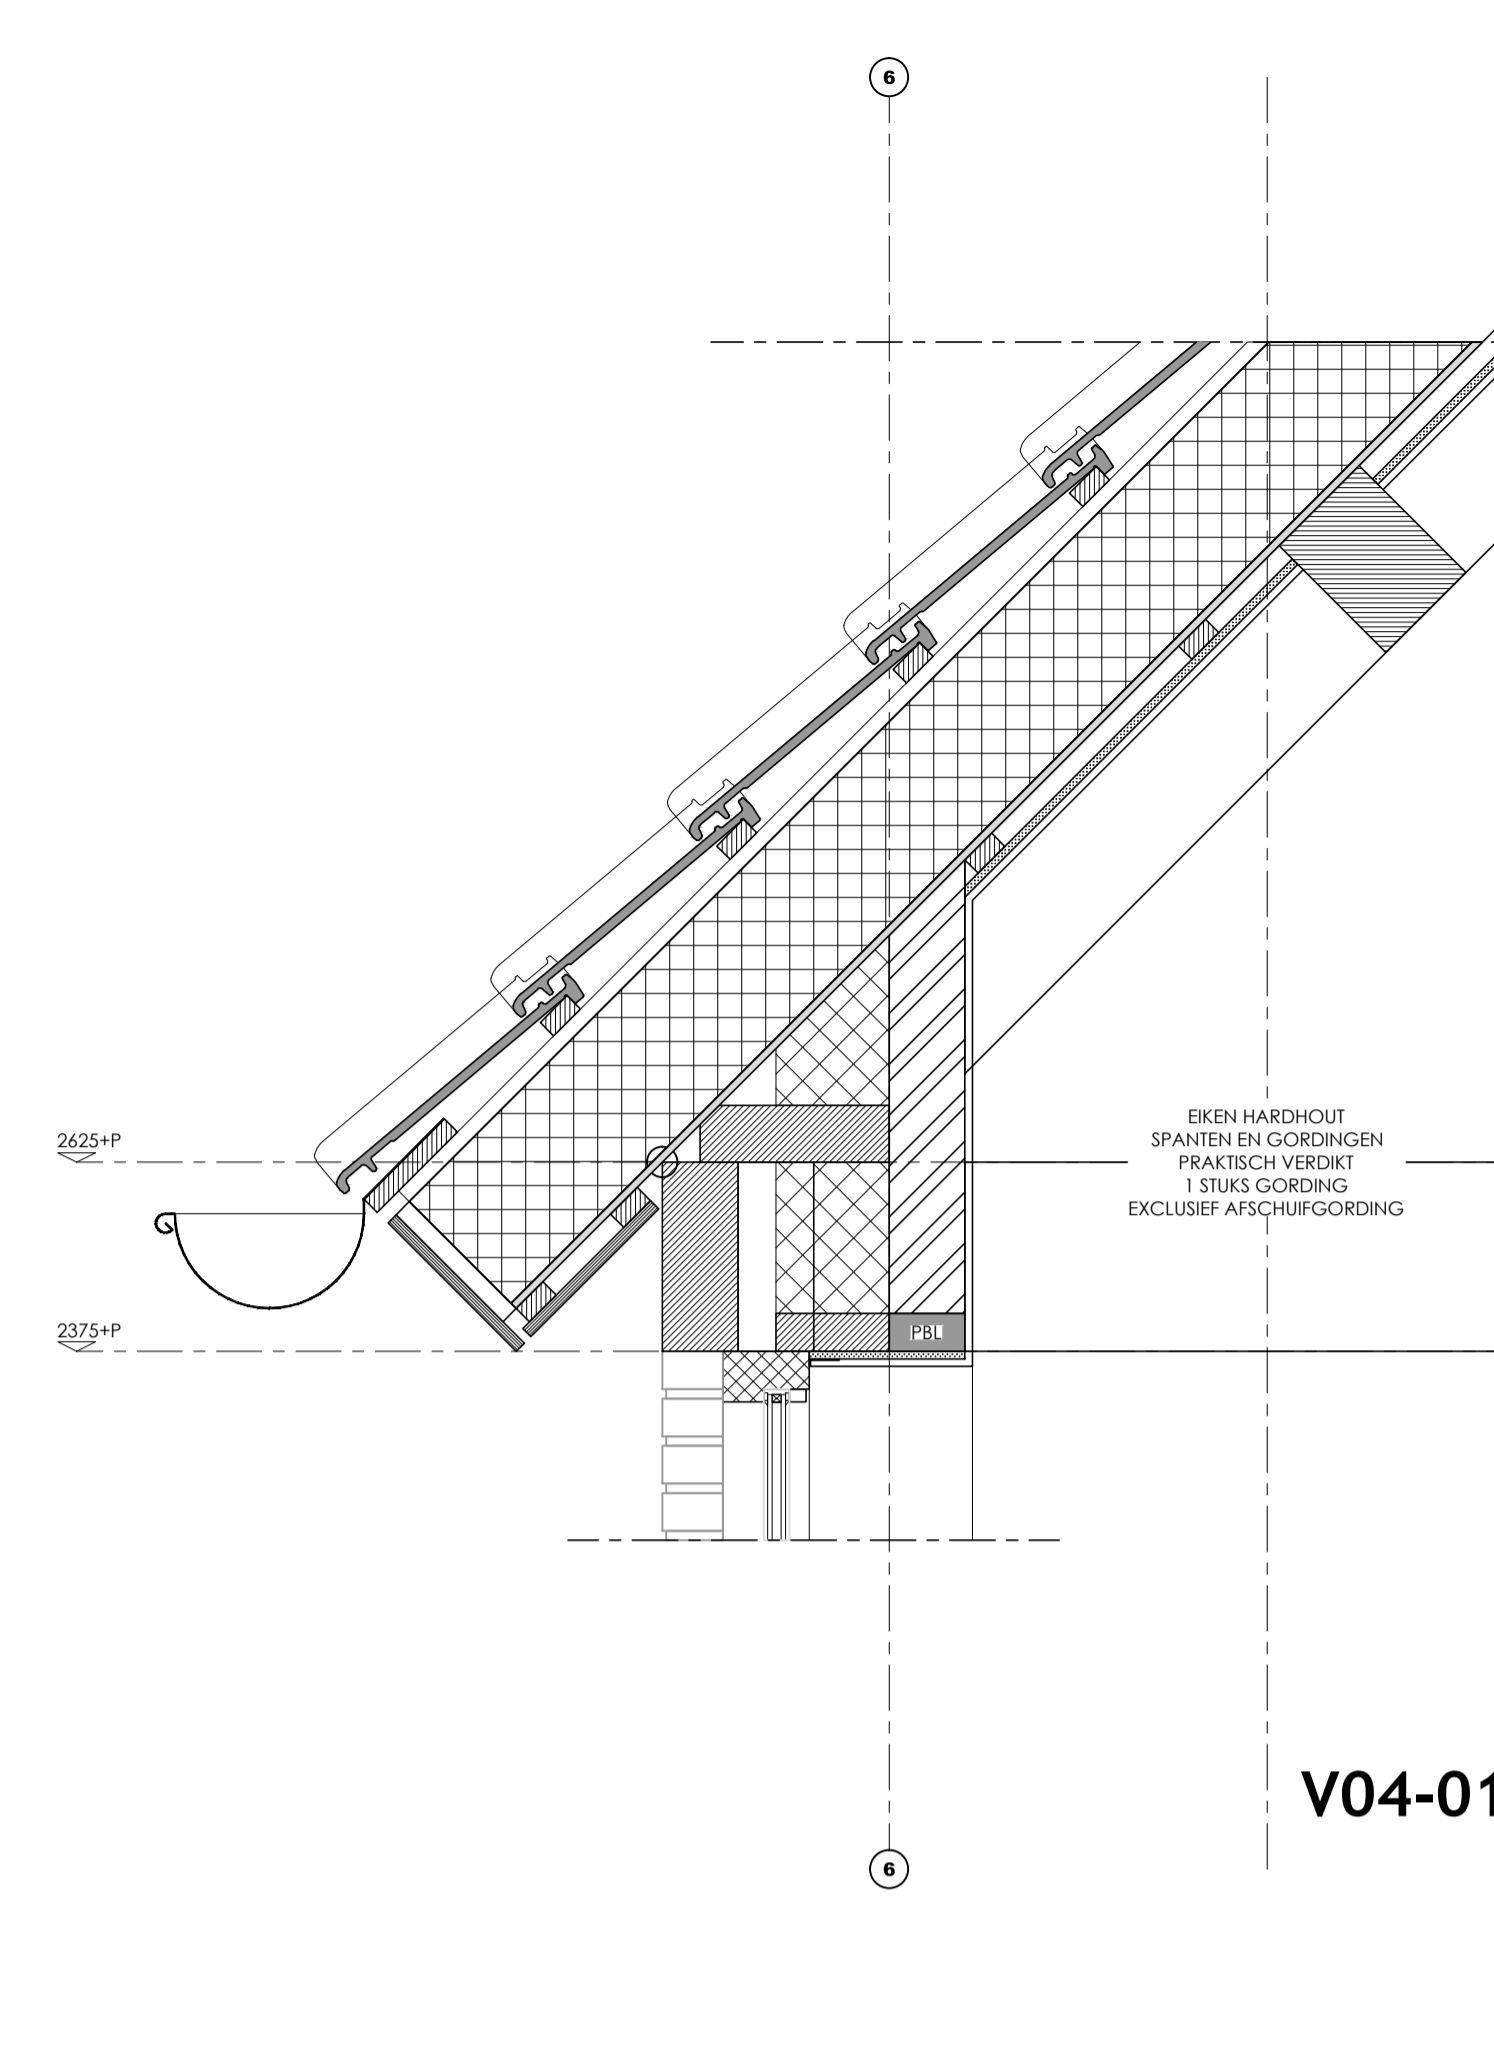 6
2625+P
EIKEN HARDHOUT
SPANTEN EN GORDINGEN
PRAKTISCH VERDIKT
1 STUKS GORDING
EXCLUSIEF AFSCHUIFGORDING
2375+P
PBL
V04-01
6